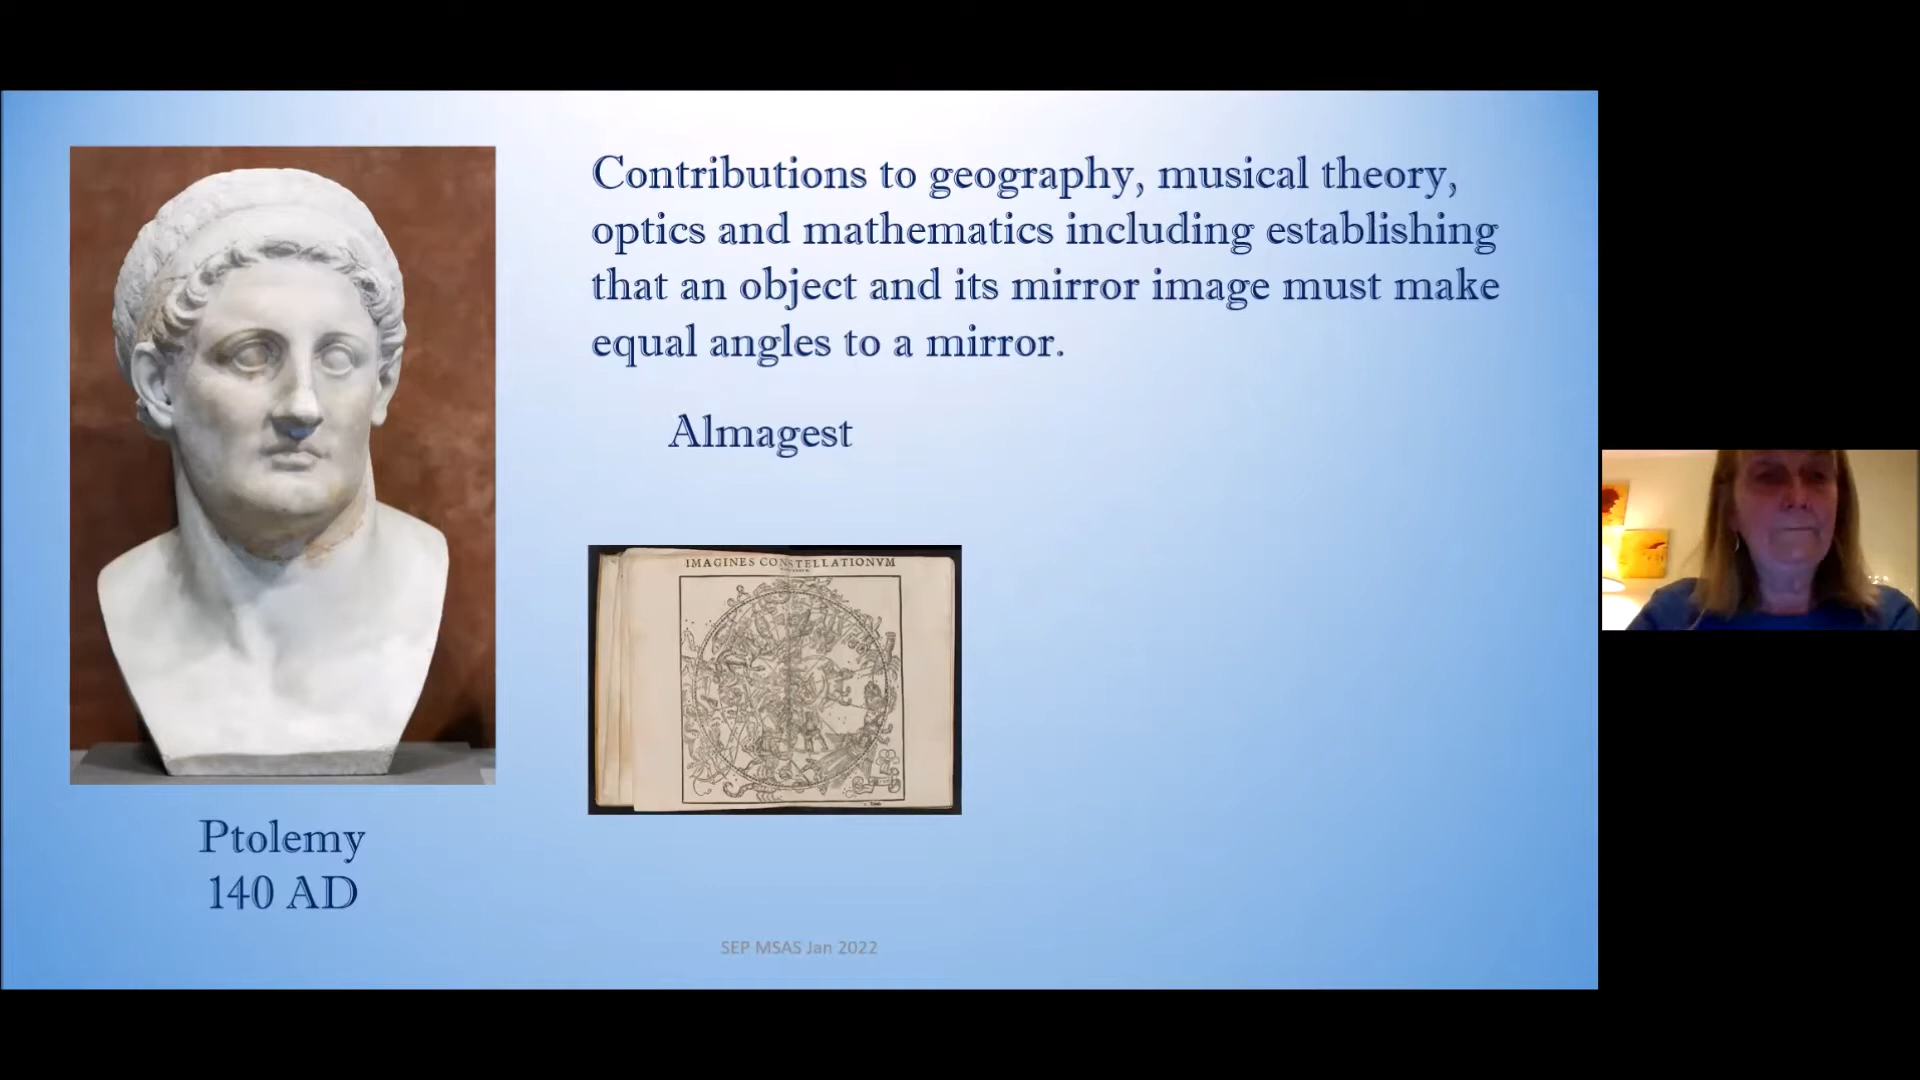 Contributions to geography, musical theory,
optics and mathematics including establishing
that an object and its mirror image must make
equal angles to a mirror.
Almagest
IMAGINES CONSTELLATIONVM
Ptolemy
140 AD
SEP MSAS Jan 2022